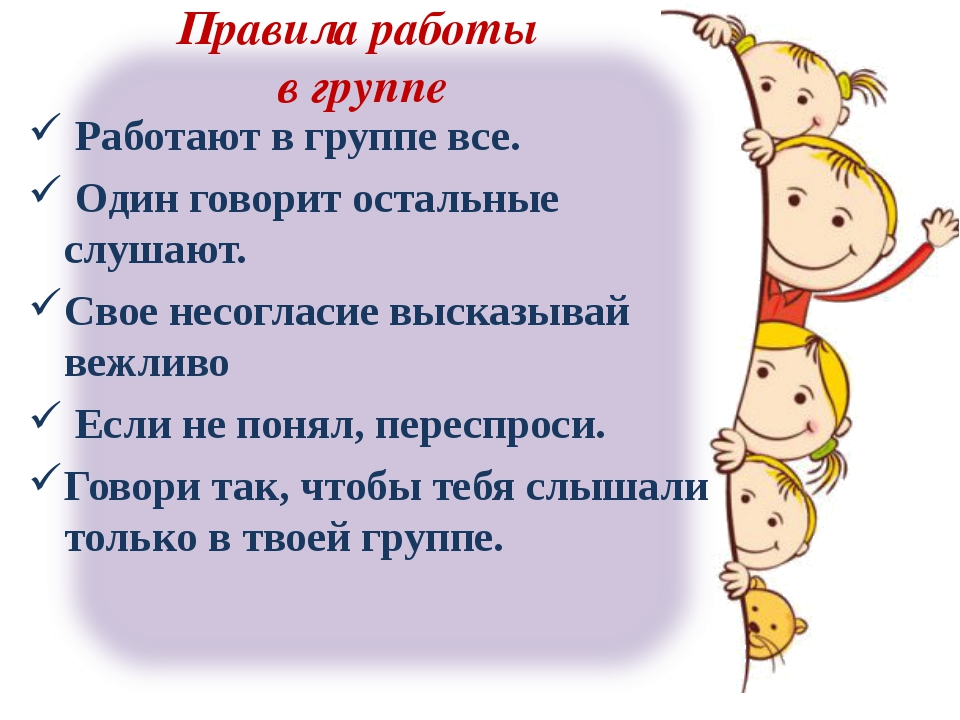 Правила работы
в группе
✓ Работают в группе все.
✓ Один говорит остальные
слушают.
✓ Свое несогласие высказывай
вежливо
✓ Если не понял, переспроси.
✓ Говори так, чтобы тебя слышали
только в твоей группе.